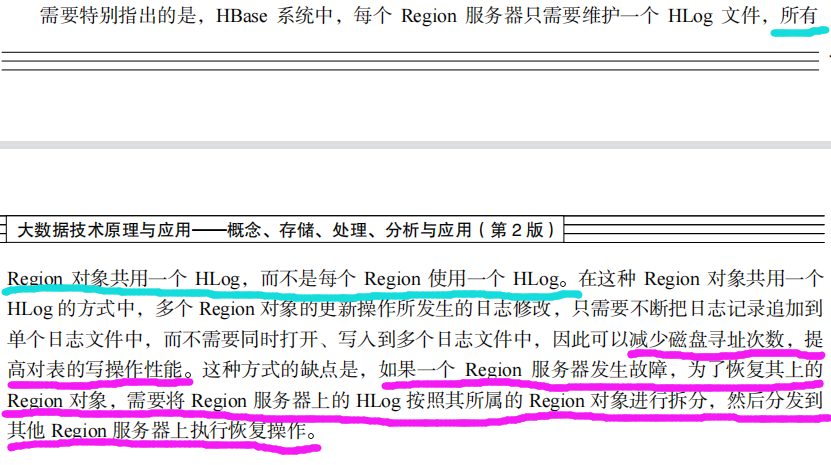 需要特别指出的是，HBase 系统中，每个 Region 服务器只需要维护一个 HLog 文件，所有
大数据技术原理与应用——概念、存储、处理、分析与应用（第 2 版）
Region 对象共用一个 HLog，而不是每个 Region 使用一个 HLog。在这种 Region 对象共用一个
HLog 的方式中，多个 Region 对象的更新操作所发生的日志修改，只需要不断把日志记录追加到
单个日志文件中，而不需要同时打开、写入到多个日志文件中，因此可以减少磁盘寻址次数，提
高对表的写操作性能。这种方式的缺点是，如果一个 Region 服务器发生故障，为了恢复其上的
Region 对象，需要将 Region 服务器上的 HLog 按照其所属的 Region 对象进行拆分，然后分发到
其他 Region 服务器上执行恢复操作。